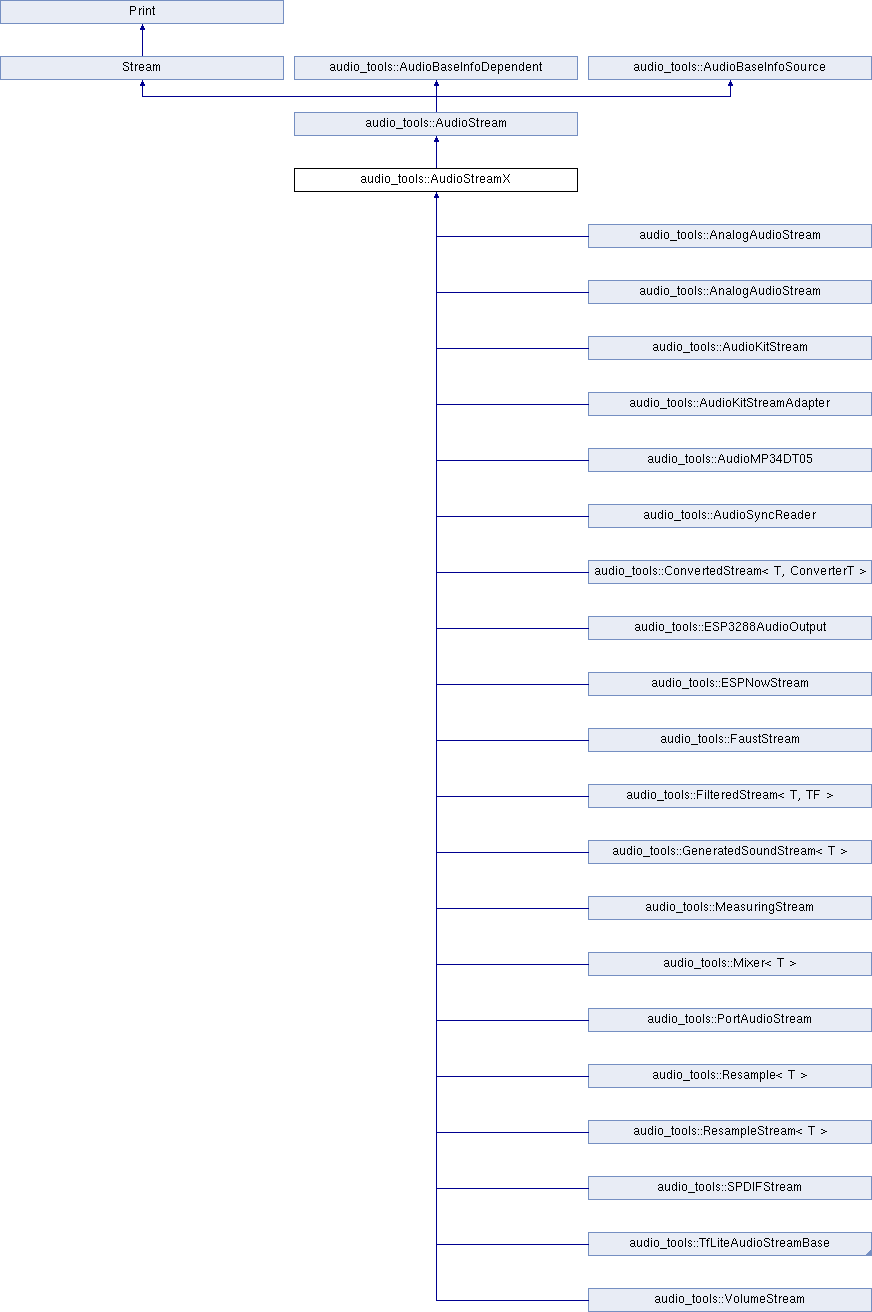 Print
Stream
audio_tools::AudioBaseInfoDependent
audio_tools::AudioBaseInfoSource
audio_tools::AudioStream
audio_tools::AudioStreamX
audio_tools::AnalogAudioStream
audio_tools::AnalogAudioStream
audio_tools::AudioKitStream
audio_tools::AudioKitStreamAdapter
audio_tools::AudioMP34DT05
audio_tools::AudioSyncReader
audio_tools::ConvertedStream< T, ConverterT >
audio_tools::ESP3288AudioOutput
audio_tools::ESPNowStream
audio_tools::FaustStream
audio_tools::FilteredStream< T, TF >
audio_tools::GeneratedSoundStream< T >
audio_tools::MeasuringStream
audio_tools::Mixer< T >
audio_tools::PortAudioStream
audio_tools::Resample< T >
audio_tools::ResampleStream< T >
audio_tools::SPDIFStream
audio_tools::TfLiteAudioStreamBase
audio_tools::VolumeStream